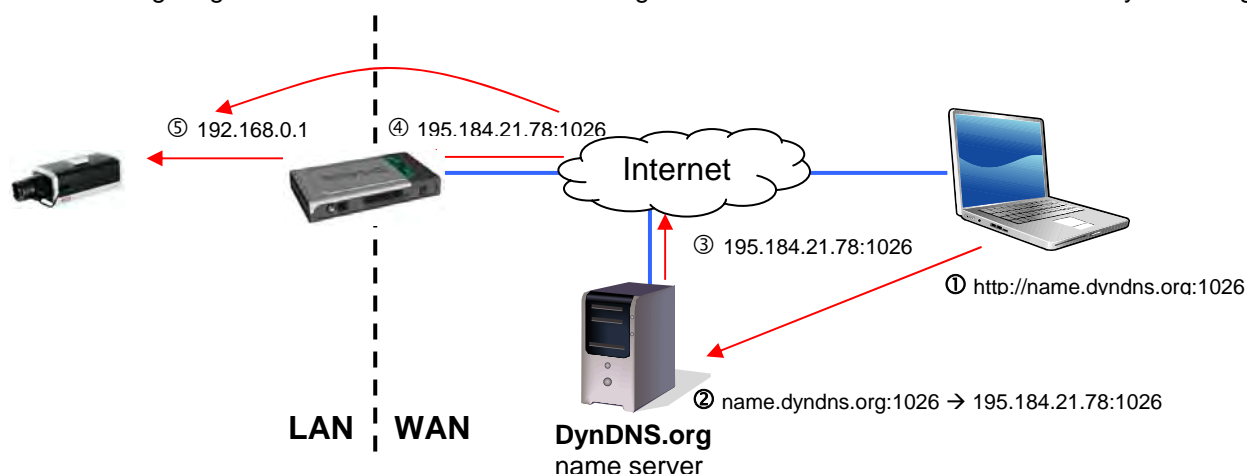 ⑤ 192.168.0.1
④ 195.184.21.78:1026
Internet
③ 195.184.21.78:1026
① http://name.dyndns.org:1026
② name.dyndns.org:1026 → 195.184.21.78:1026
LAN WAN
DynDNS.org
name server